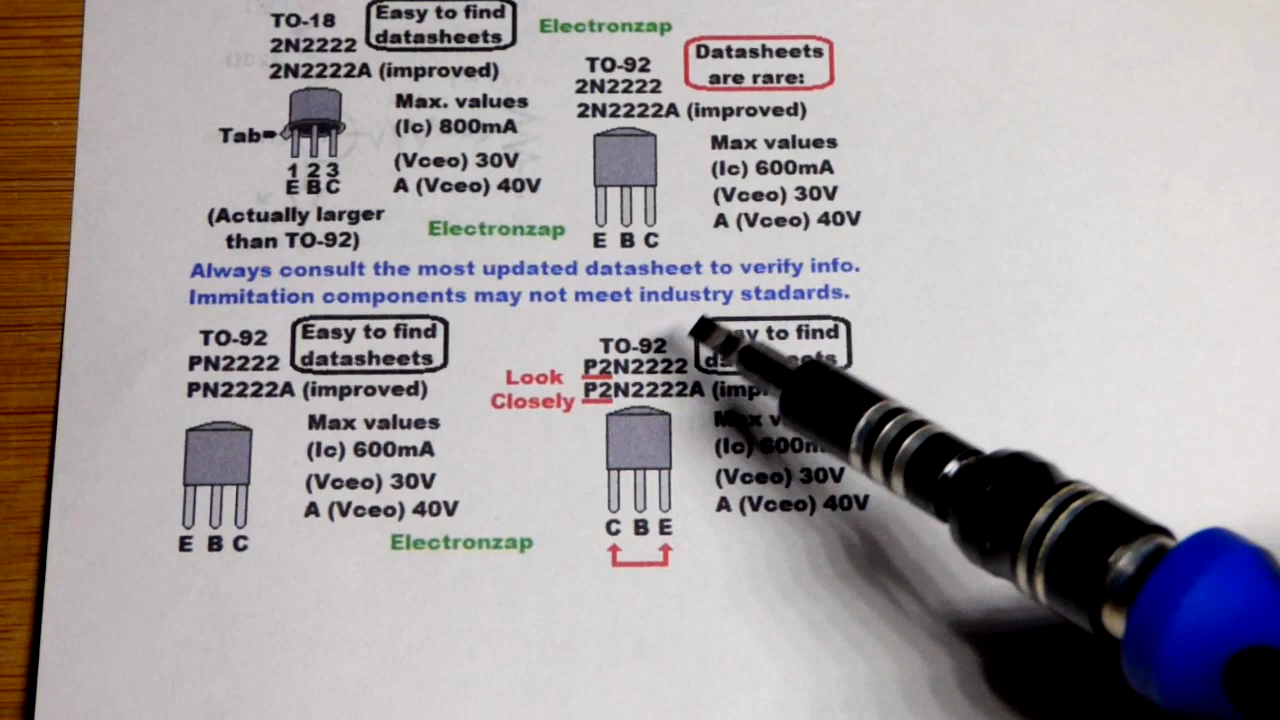 TO-18
2N2222
2N2222A (improved)
Easy to find
datasheets
Electronzap
Tab
1 2 3
E B C
Max. values
(Ic) 800mA
(Vceo) 30V
A (Vceo) 40V
(Actually larger
than TO-92)
Electronzap
TO-92
2N2222
2N2222A (improved)
Datasheets
are rare:
Max values
(Ic) 600mA
(Vceo) 30V
A (Vceo) 40V
E B C
Always consult the most updated datasheet to verify info.
Immitation components may not meet industry stadards.
TO-92
PN2222
PN2222A (improved)
Easy to find
datasheets
Max values
(Ic) 600mA
(Vceo) 30V
A (Vceo) 40V
E B C
Electronzap
Look
Closely
TO-92
P2N2222
P2N2222A
to find
(Vceo) 30V
A (Vceo) 40V
C B E